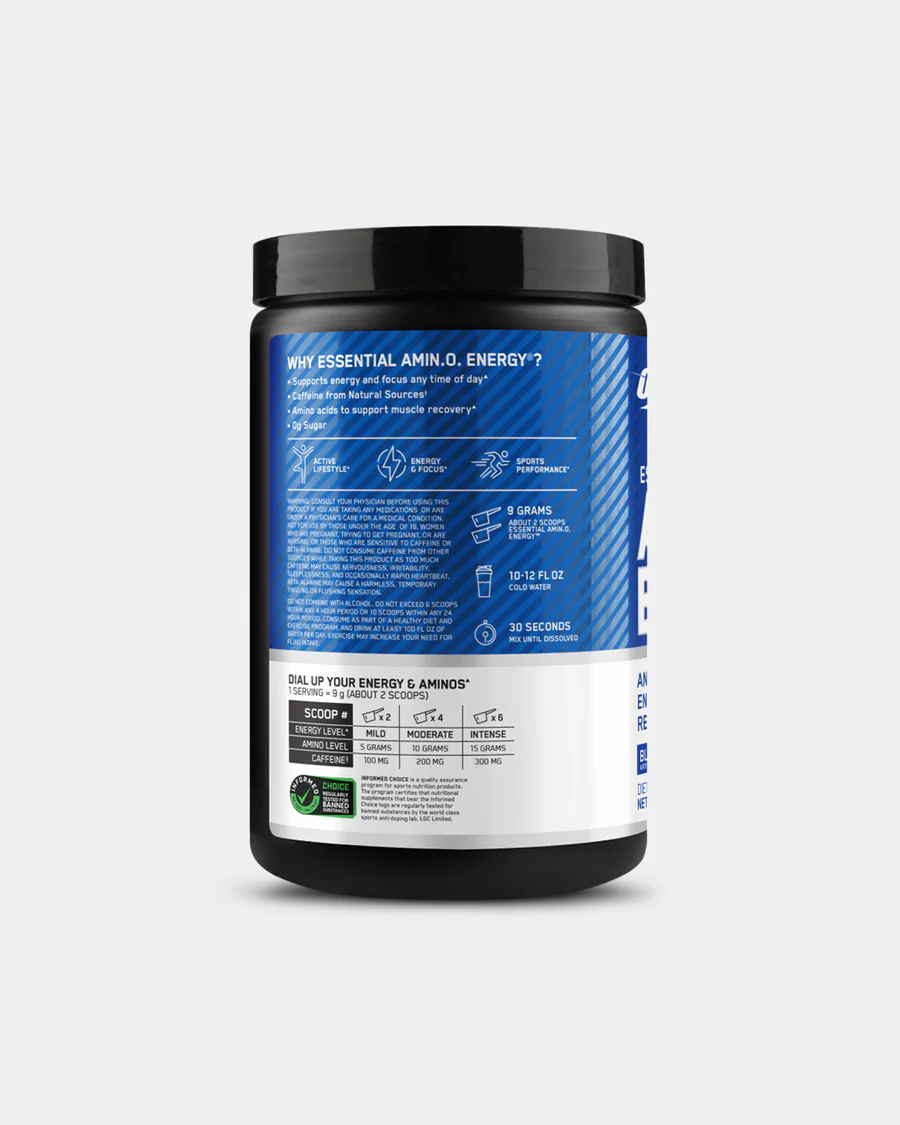 WHY ESSENTIAL AMIN.O. ENERGY®?
• Supports energy and focus any time of day*
• Caffeine from Natural Sources†
• Amino acids to support muscle recovery*
• 0g Sugar
ACTIVE
LIFESTYLE*
ENERGY
& FOCUS*
SPORTS
PERFORMANCE*
WARNING: CONSULT YOUR PHYSICIAN BEFORE USING THIS
PRODUCT IF YOU ARE TAKING ANY MEDICATIONS OR ARE
UNDER A PHYSICIAN'S CARE FOR A MEDICAL CONDITION.
NOT FOR USE BY THOSE UNDER THE AGE OF 18, WOMEN
WHO ARE PREGNANT, TRYING TO GET PREGNANT, OR ARE
NURSING, OR THOSE WHO ARE SENSITIVE TO CAFFEINE OR
BETA-ALANINE. DO NOT CONSUME CAFFEINE FROM OTHER
SOURCES WHILE TAKING THIS PRODUCT AS TOO MUCH
CAFFEINE MAY CAUSE NERVOUSNESS, IRRITABILITY,
SLEEPLESSNESS, AND OCCASIONALLY RAPID HEARTBEAT.
BETA-ALANINE MAY CAUSE A HARMLESS, TEMPORARY
TINGLING OR FLUSHING SENSATION.
DO NOT COMBINE WITH ALCOHOL. DO NOT EXCEED 6 SCOOPS
WITHIN ANY 4 HOUR PERIOD OR 10 SCOOPS WITHIN ANY 24
HOUR PERIOD. CONSUME AS PART OF A HEALTHY DIET AND
EXERCISE PROGRAM, AND DRINK AT LEAST 100 FL OZ OF
WATER PER DAY. EXERCISE MAY INCREASE YOUR NEED FOR
FLUID INTAKE.
9 GRAMS
ABOUT 2 SCOOPS
ESSENTIAL AMIN.O.
ENERGY™
10-12 FL OZ
COLD WATER
30 SECONDS
MIX UNTIL DISSOLVED
DIAL UP YOUR ENERGY & AMINOS*
1 SERVING = 9 g (ABOUT 2 SCOOPS)
SCOOP # x 2 x 4 x 6
ENERGY LEVEL* MILD MODERATE INTENSE
AMINO LEVEL 5 GRAMS 10 GRAMS 15 GRAMS
CAFFEINE† 100 MG 200 MG 300 MG
INFORMED
CHOICE
REGULARLY
TESTED FOR
BANNED
SUBSTANCES
INFORMED CHOICE is a quality assurance
program for sports nutrition products.
The program certifies that nutritional
supplements that bear the Informed
Choice logo are regularly tested for
banned substances by the world class
sports anti-doping lab, LGC Limited.
AN
EN
RE
BL
NET